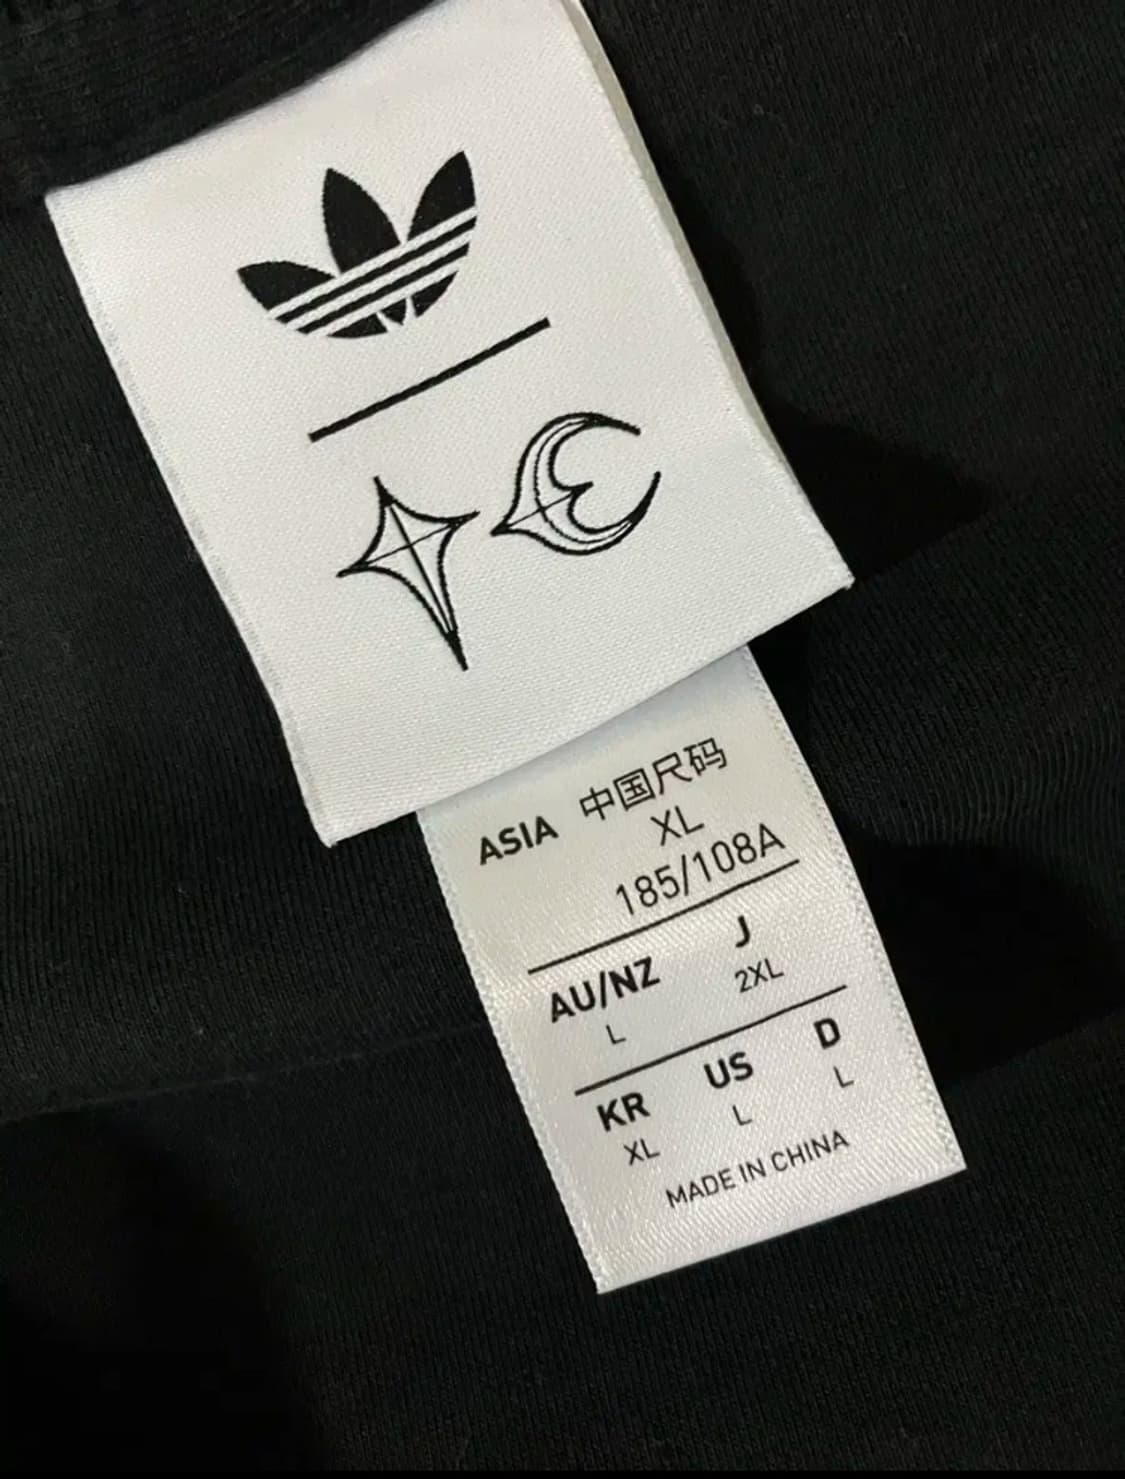 ASIA 中国尺码
XL
185/108A
AU/NZ J
L 2XL
KR US D
XL L L
MADE IN CHINA